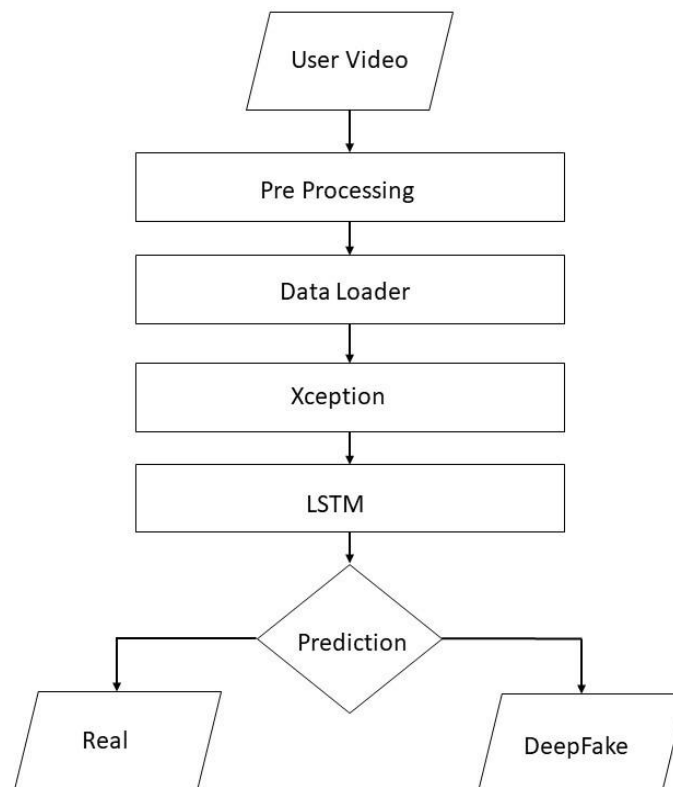 User Video
Pre Processing
Data Loader
Xception
LSTM
Prediction
Real
DeepFake